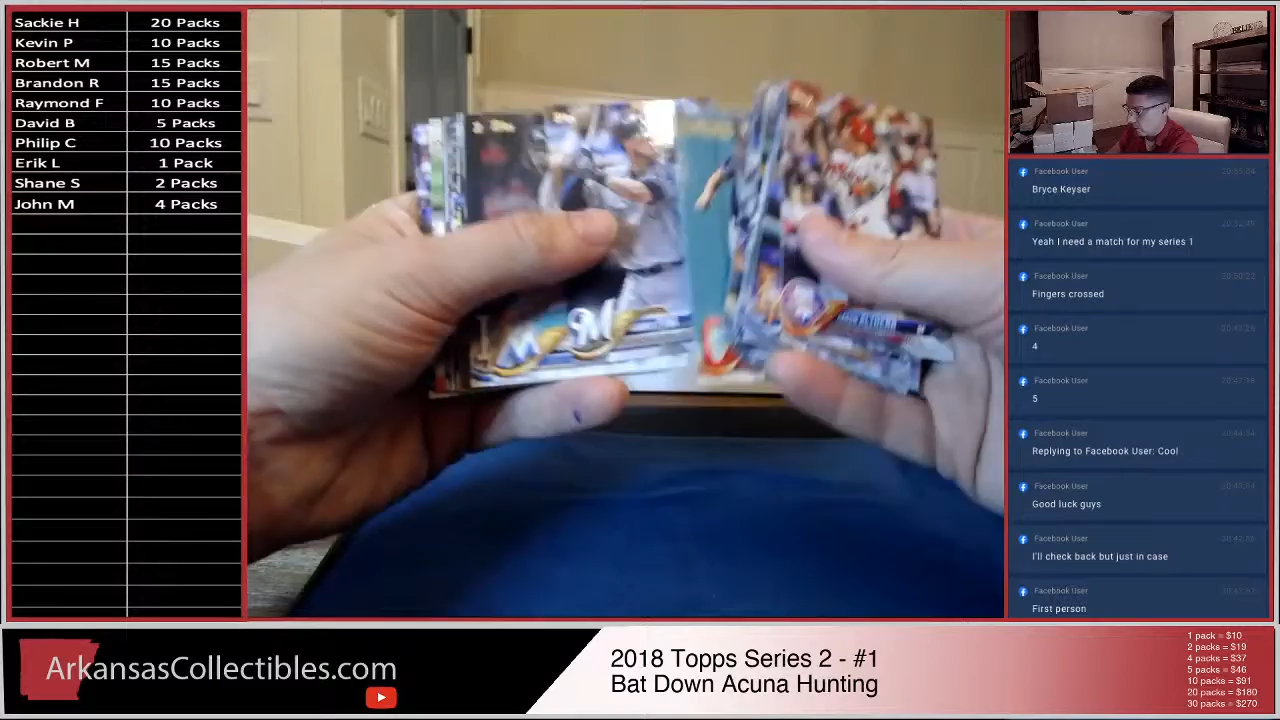 Sackie H 20 Packs
Kevin P 10 Packs
Robert M 15 Packs
Brandon R 15 Packs
Raymond F 10 Packs
David B 5 Packs
Philip C 10 Packs
Erik L 1 Pack
Shane S 2 Packs
John M 4 Packs
Facebook User
Bryce Keyser
Facebook User
Yeah I need a match for my series 1
Facebook User
Fingers crossed
Facebook User
4
Facebook User
5
Facebook User
Replying to Facebook User: Cool
Facebook User
Good luck guys
Facebook User
I'll check back but just in case
Facebook User
First person
ArkansasCollectibles.com
2018 Topps Series 2 - #1
Bat Down Acuna Hunting
1 pack = $10
2 packs = $19
4 packs = $37
5 packs = $46
10 packs = $91
20 packs = $180
30 packs = $270